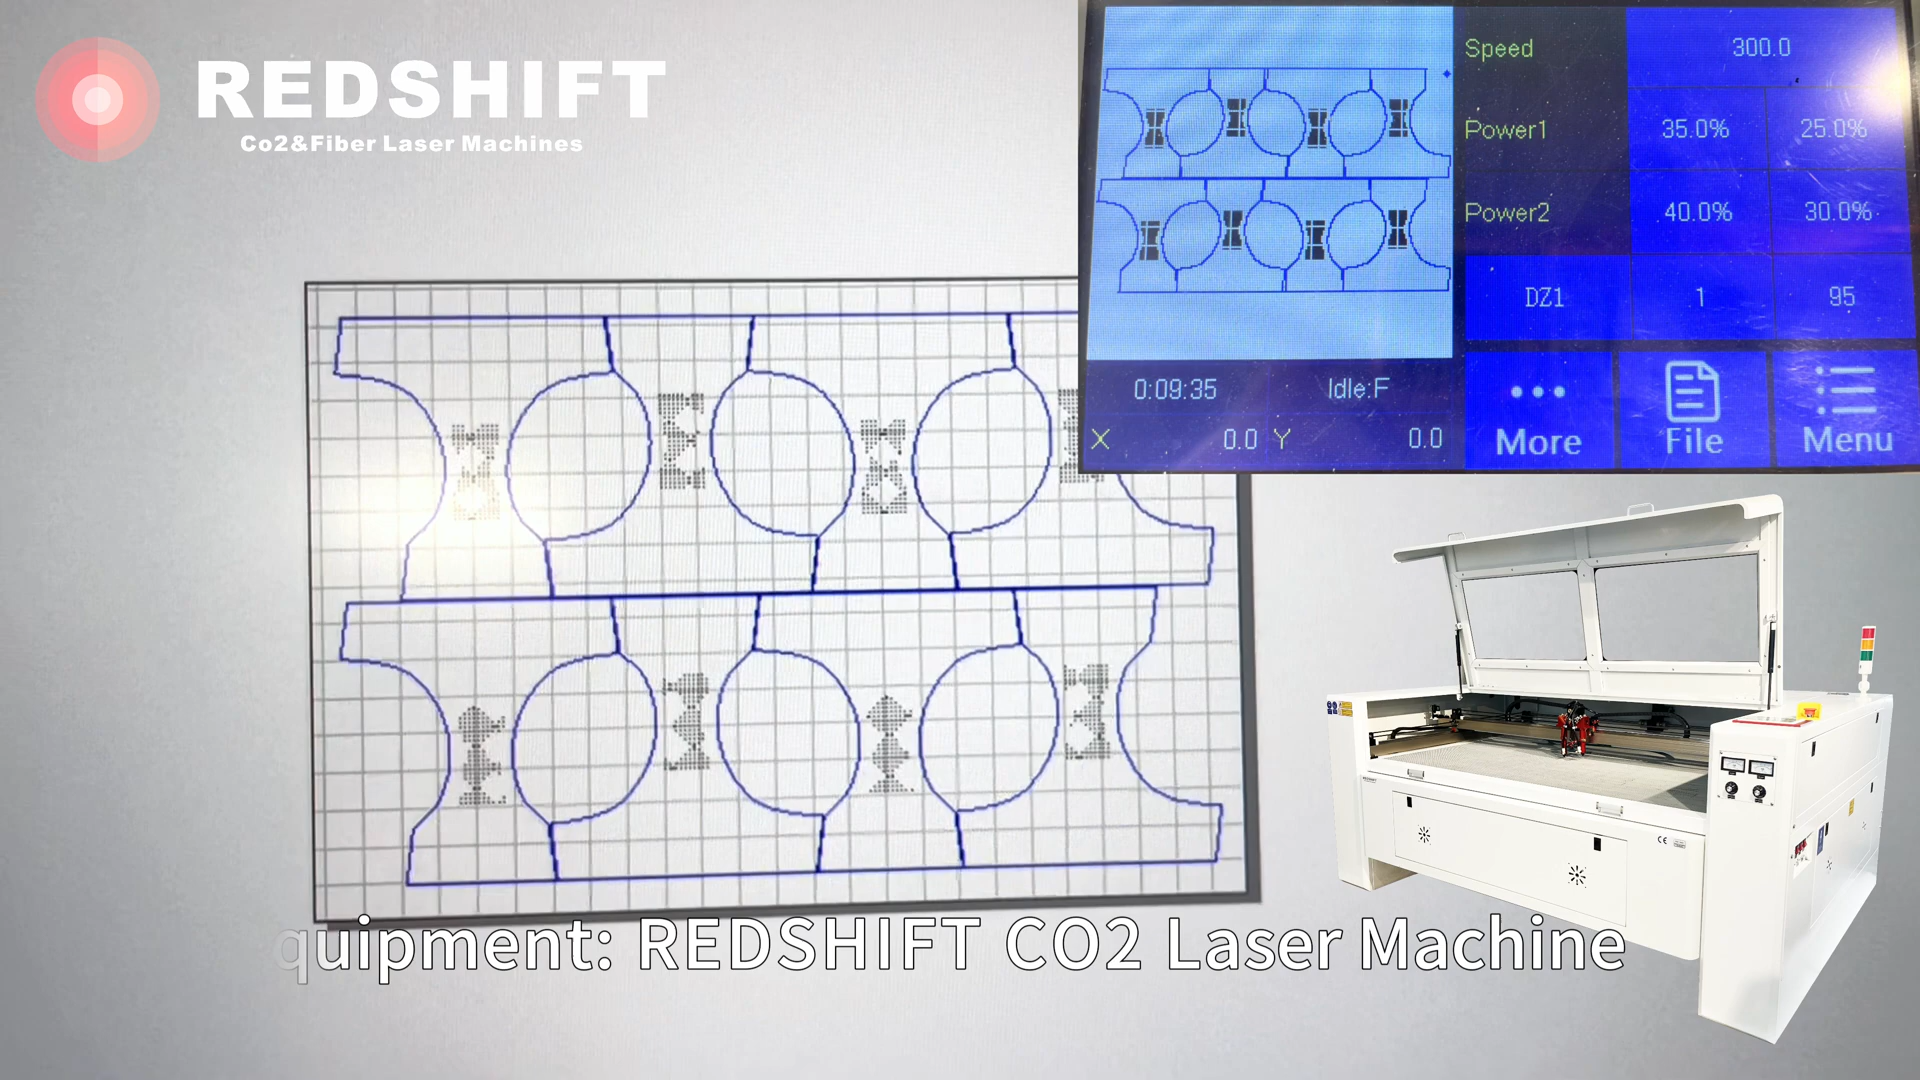 REDSHIFT
Co2&Fiber Laser Machines
Speed 300.0
Power1 35.0% 25.0%
Power2 40.0% 30.0%
DZ1 1 95
0:09:35 Idle:F
X 0.0 Y 0.0
More File Menu
quipment: REDSHIFT CO2 Laser Machine